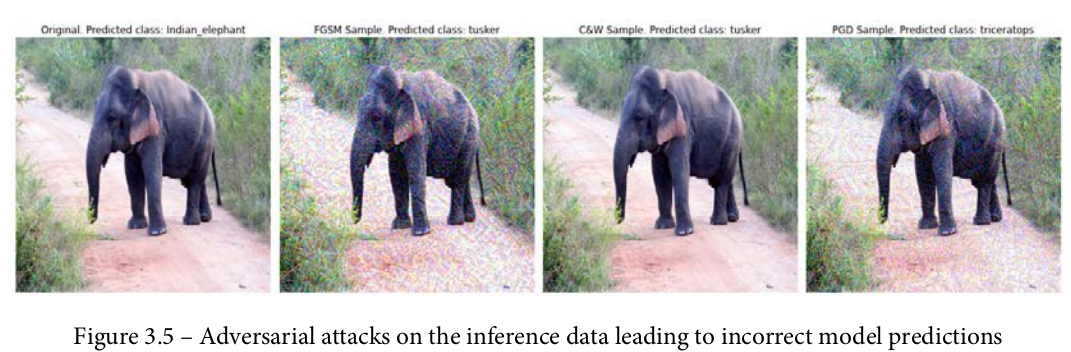 Original. Predicted class: Indian_elephant
FGSM Sample. Predicted class: tusker
C&W Sample. Predicted class: tusker
PGD Sample. Predicted class: triceratops
Figure 3.5 – Adversarial attacks on the inference data leading to incorrect model predictions